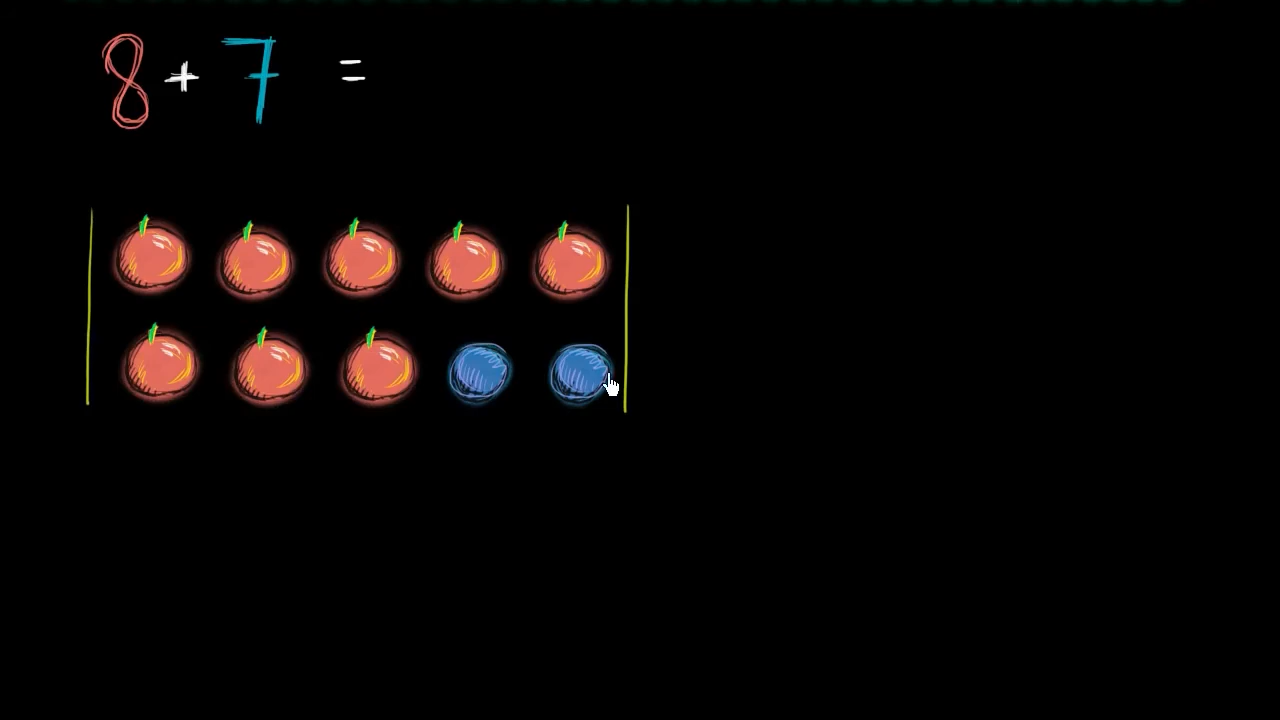 8 + 7 =